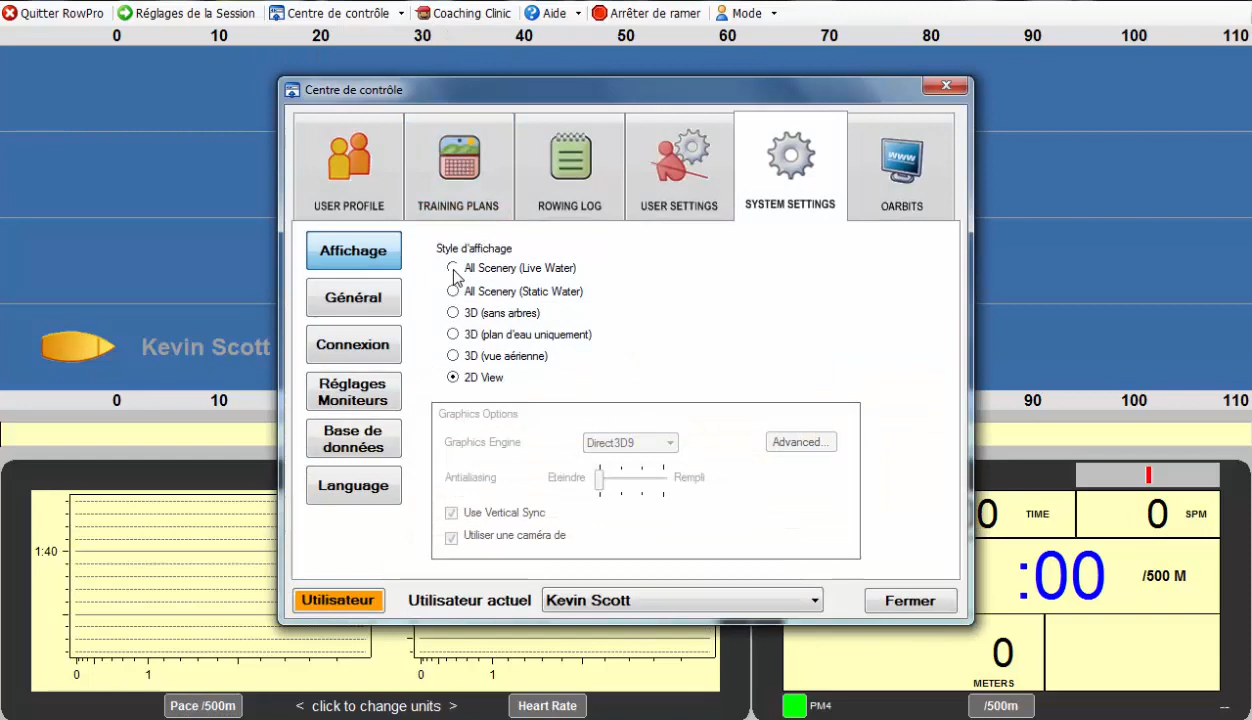 Quitter RowPro Réglages de la Session Centre de contrôle Coaching Clinic Aide Arrêter de ramer Mode
0 10 20 30 40 50 60 70 80 90 100 110
Centre de contrôle
USER PROFILE TRAINING PLANS ROWING LOG USER SETTINGS SYSTEM SETTINGS WWW OARBITS
Affichage
Général
Connexion
Réglages
Moniteurs
Base de
données
Language
Style d'affichage
All Scenery (Live Water)
All Scenery (Static Water)
3D (sans arbres)
3D (plan d'eau uniquement)
3D (vue aérienne)
2D View
Graphics Options
Graphics Engine Direct3D9 Advanced...
Antialiasing Eteindre Rempli
Use Vertical Sync
Utiliser une caméra de
Utilisateur Utilisateur actuel Kevin Scott Fermer
Kevin Scott
0 10 90 100 110
1:40
0 1 0 1
Pace /500m < click to change units > Heart Rate
0 TIME 0 SPM
:00 /500 M
0
METERS
PM4 /500m --